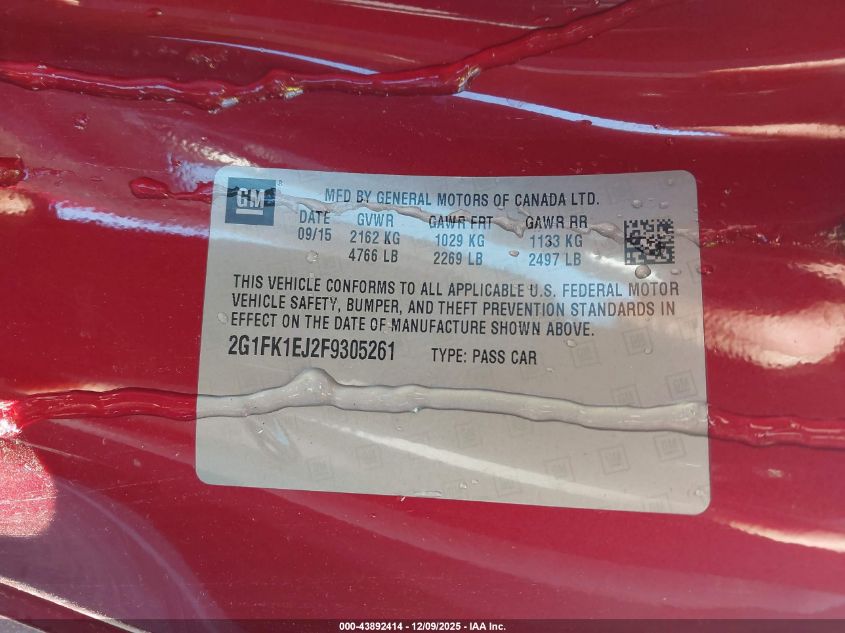 GM
MFD BY GENERAL MOTORS OF CANADA LTD.
DATE GVWR GAWR FRT GAWR RR
09/15 2162 KG 1029 KG 1133 KG
4766 LB 2269 LB 2497 LB
THIS VEHICLE CONFORMS TO ALL APPLICABLE U.S. FEDERAL MOTOR
VEHICLE SAFETY, BUMPER, AND THEFT PREVENTION STANDARDS IN
EFFECT ON THE DATE OF MANUFACTURE SHOWN ABOVE.
2G1FK1EJ2F9305261 TYPE: PASS CAR
000-43892414 - 12/09/2025 - IAA Inc.